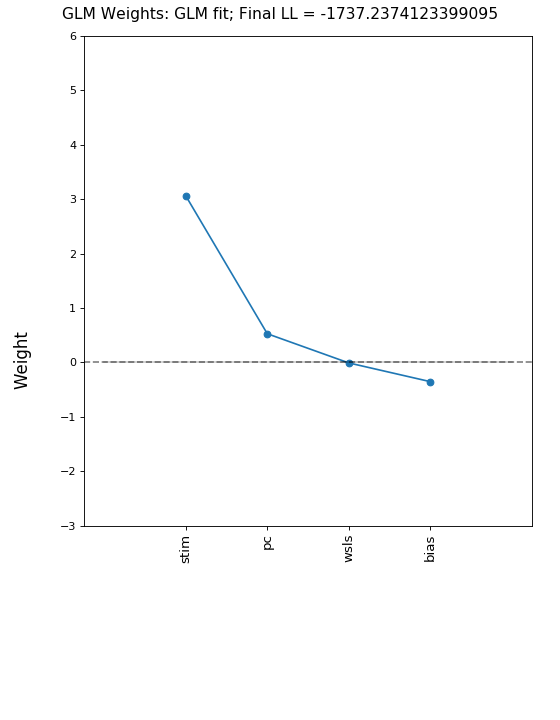 GLM Weights: GLM fit; Final LL = -1737.2374123399095
6
5
4
3
2
1
0
−1
−2
−3
Weight
stim
pc
wsls
bias